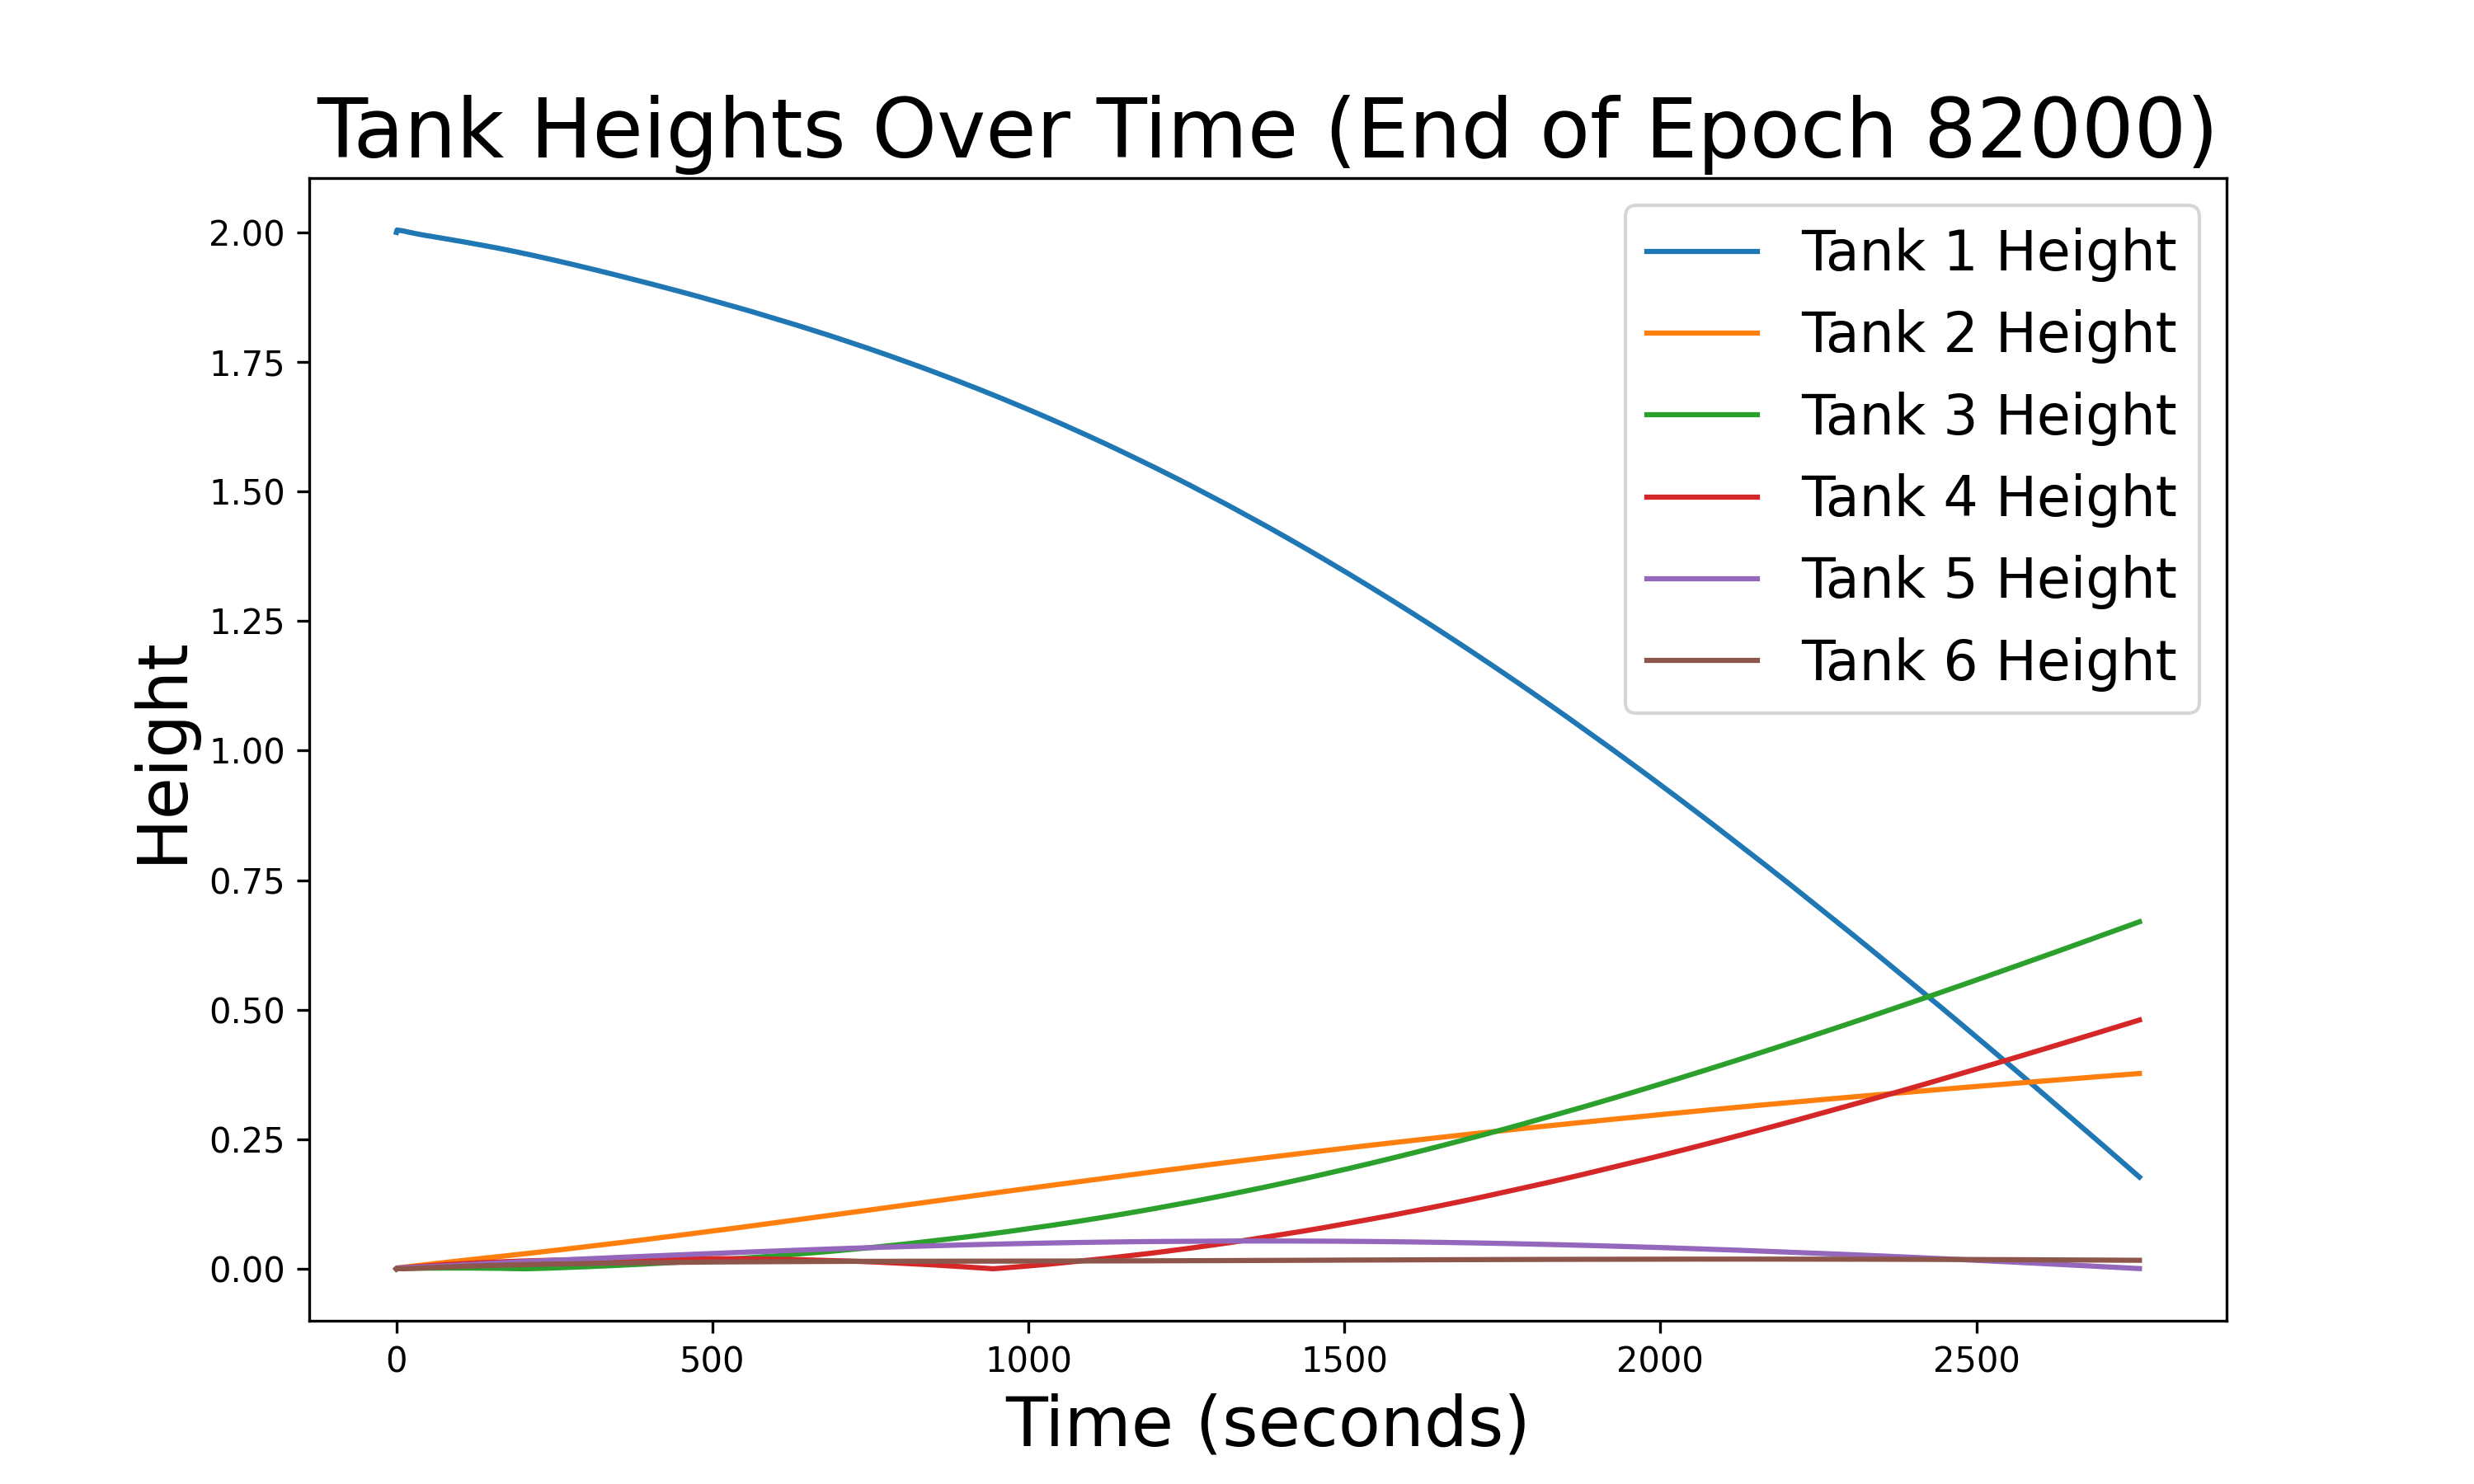 Tank Heights Over Time (End of Epoch 82000)
2.00
1.75
1.50
1.25
1.00
0.75
0.50
0.25
0.00
Height
Tank 1 Height
Tank 2 Height
Tank 3 Height
Tank 4 Height
Tank 5 Height
Tank 6 Height
0 500 1000 1500 2000 2500
Time (seconds)